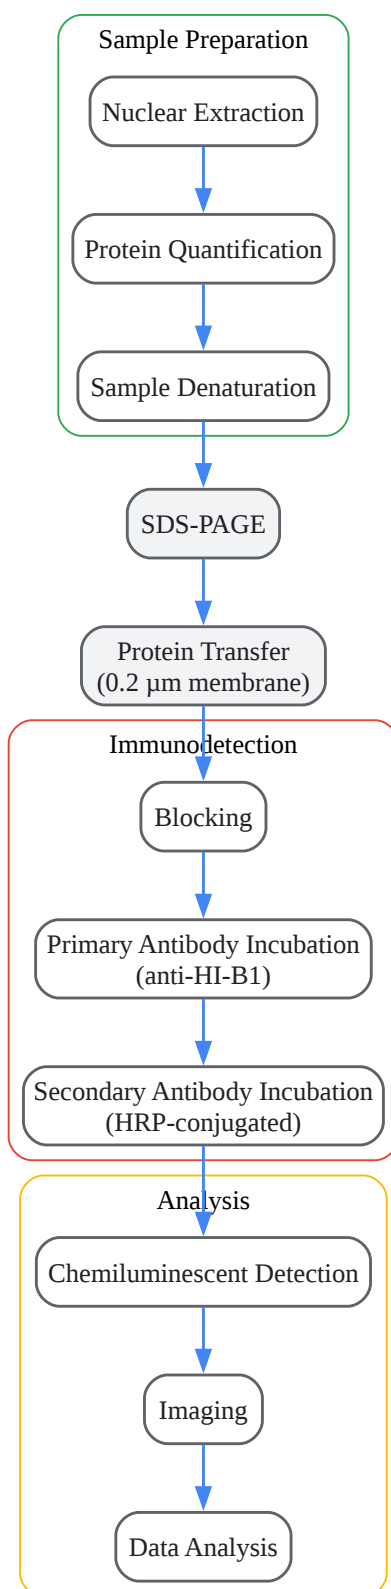 Sample Preparation
Nuclear Extraction
Protein Quantification
Sample Denaturation
SDS-PAGE
Protein Transfer
(0.2 µm membrane)
Immunodetection
Blocking
Primary Antibody Incubation
(anti-HI-B1)
Secondary Antibody Incubation
(HRP-conjugated)
Analysis
Chemiluminescent Detection
Imaging
Data Analysis